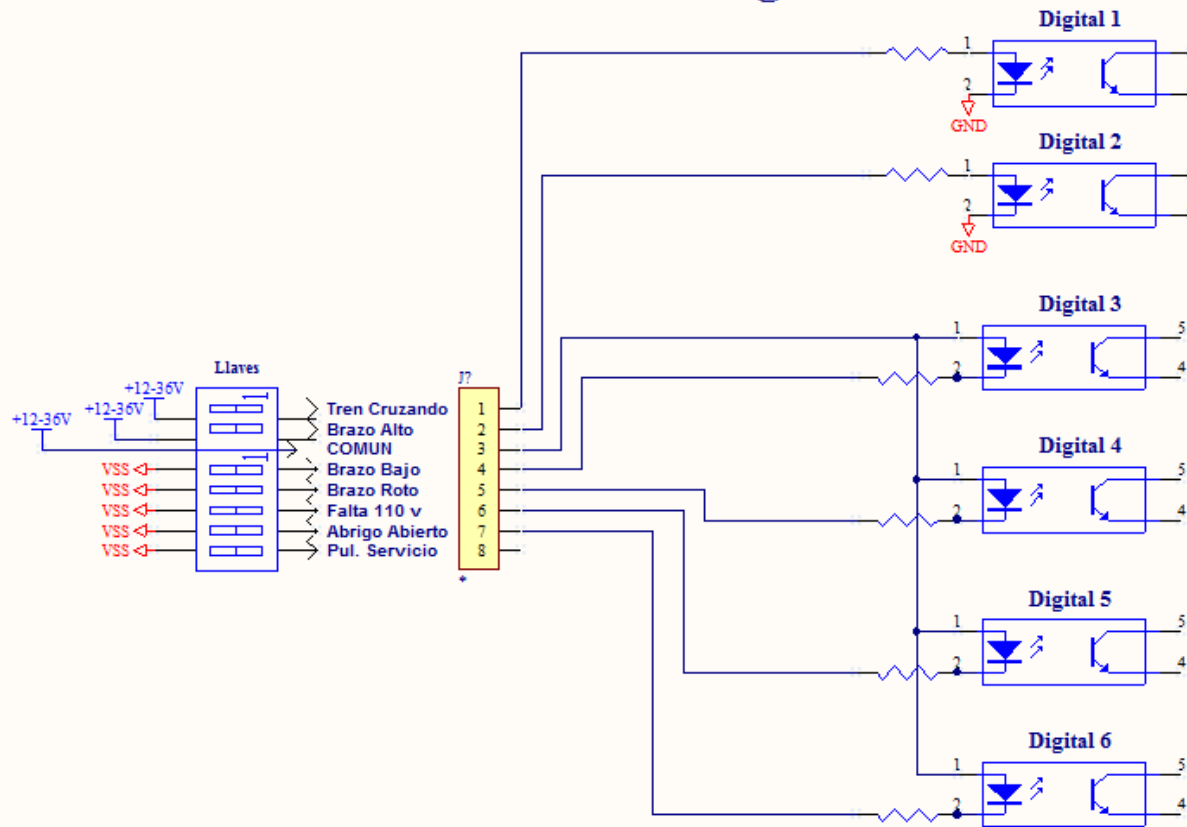 Digital 1
1
2
GND
Digital 2
1
2
GND
Digital 3
1
5
2
4
Llaves
J?
+12-36V
+12-36V
+12-36V
1
Tren Cruzando
1
Brazo Alto
2
COMUN
3
VSS
1
Brazo Bajo
4
VSS
Brazo Roto
5
VSS
Falta 110 v
6
VSS
Abrigo Abierto
7
VSS
Pul. Servicio
8
*
Digital 4
1
5
2
4
Digital 5
1
5
2
4
Digital 6
1
5
2
4